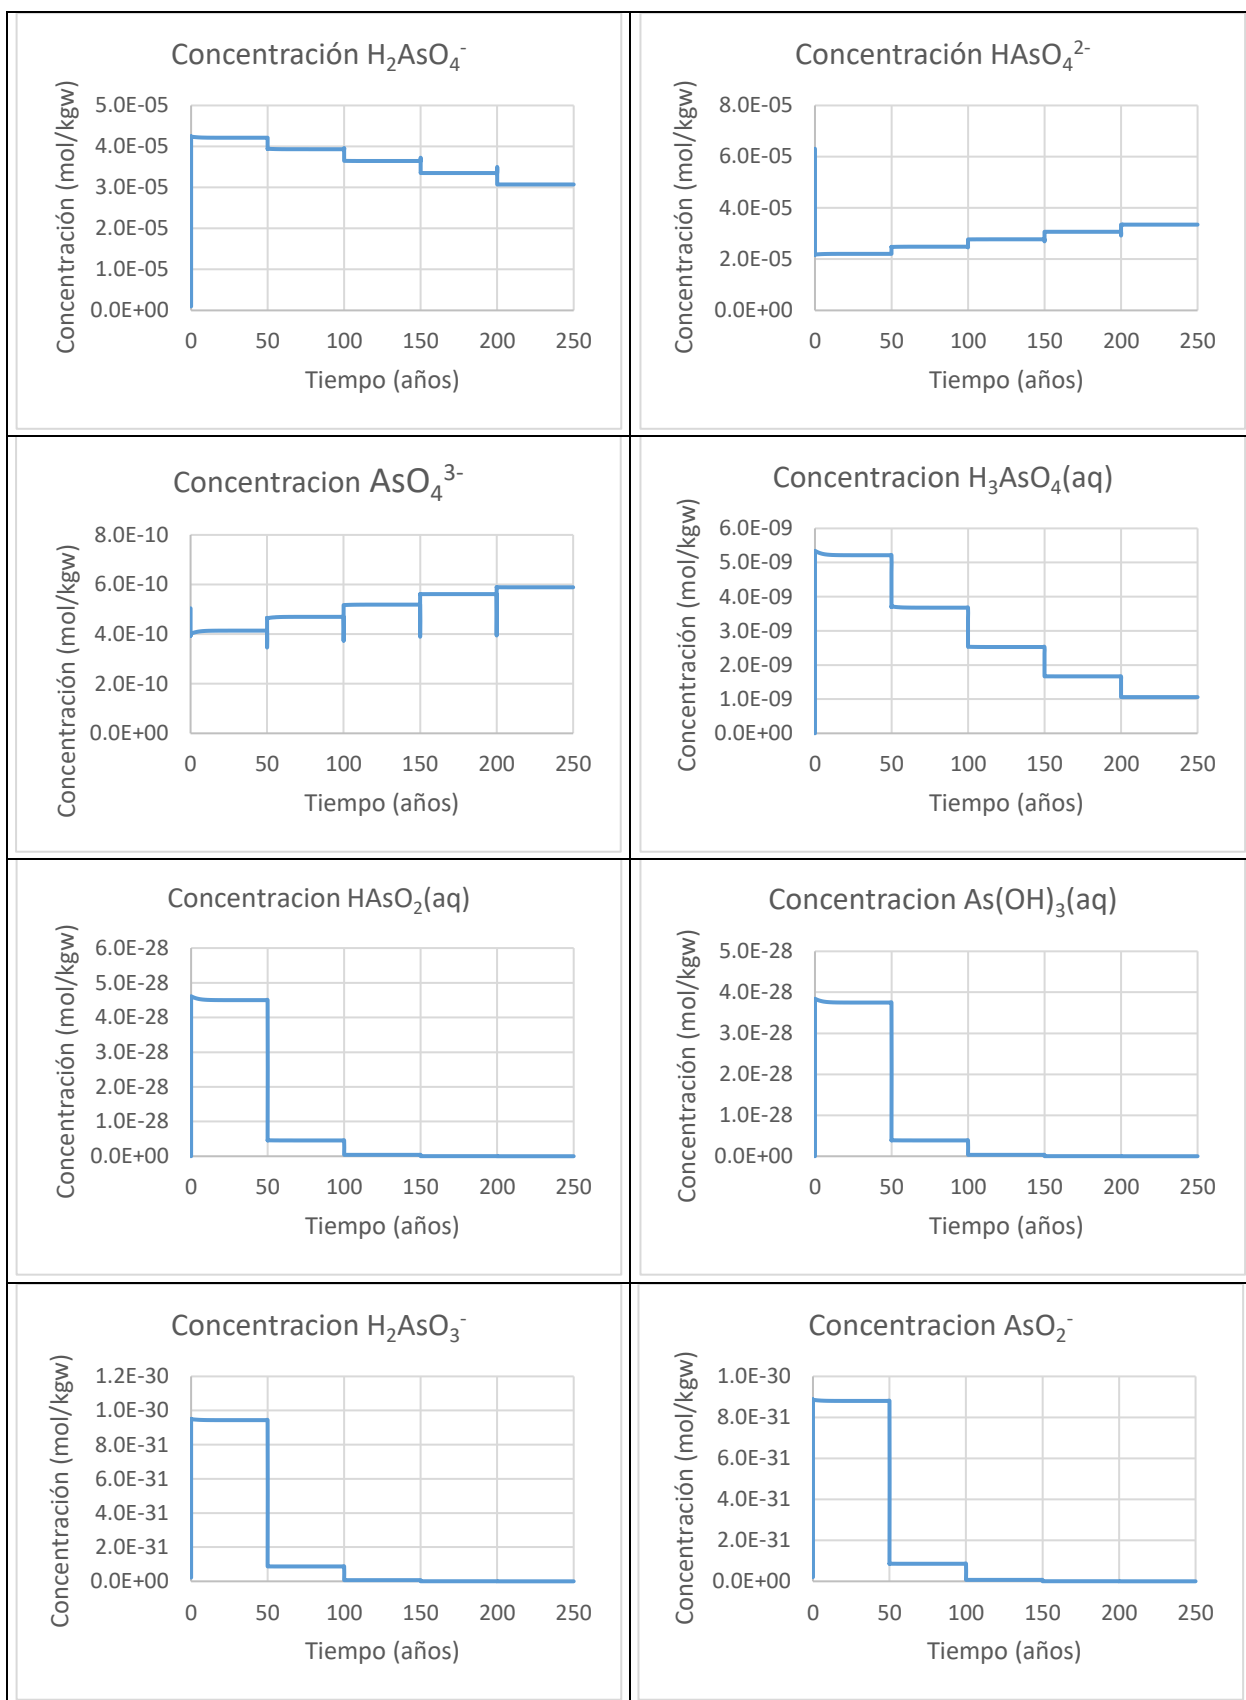 Concentración H₂AsO₄⁻
Concentración (mol/kgw)
5.0E-05
4.0E-05
3.0E-05
2.0E-05
1.0E-05
0.0E+00
0 50 100 150 200 250
Tiempo (años)
Concentración HAsO₄²⁻
Concentración (mol/kgw)
8.0E-05
6.0E-05
4.0E-05
2.0E-05
0.0E+00
0 50 100 150 200 250
Tiempo (años)
Concentracion AsO₄³⁻
Concentración (mol/kgw)
8.0E-10
6.0E-10
4.0E-10
2.0E-10
0.0E+00
0 50 100 150 200 250
Tiempo (años)
Concentracion H₃AsO₄(aq)
Concentración (mol/kgw)
6.0E-09
5.0E-09
4.0E-09
3.0E-09
2.0E-09
1.0E-09
0.0E+00
0 50 100 150 200 250
Tiempo (años)
Concentracion HAsO₂(aq)
Concentración (mol/kgw)
6.0E-28
5.0E-28
4.0E-28
3.0E-28
2.0E-28
1.0E-28
0.0E+00
0 50 100 150 200 250
Tiempo (años)
Concentracion As(OH)₃(aq)
Concentración (mol/kgw)
5.0E-28
4.0E-28
3.0E-28
2.0E-28
1.0E-28
0.0E+00
0 50 100 150 200 250
Tiempo (años)
Concentracion H₂AsO₃⁻
Concentración (mol/kgw)
1.2E-30
1.0E-30
8.0E-31
6.0E-31
4.0E-31
2.0E-31
0.0E+00
0 50 100 150 200 250
Tiempo (años)
Concentracion AsO₂⁻
Concentración (mol/kgw)
1.0E-30
8.0E-31
6.0E-31
4.0E-31
2.0E-31
0.0E+00
0 50 100 150 200 250
Tiempo (años)